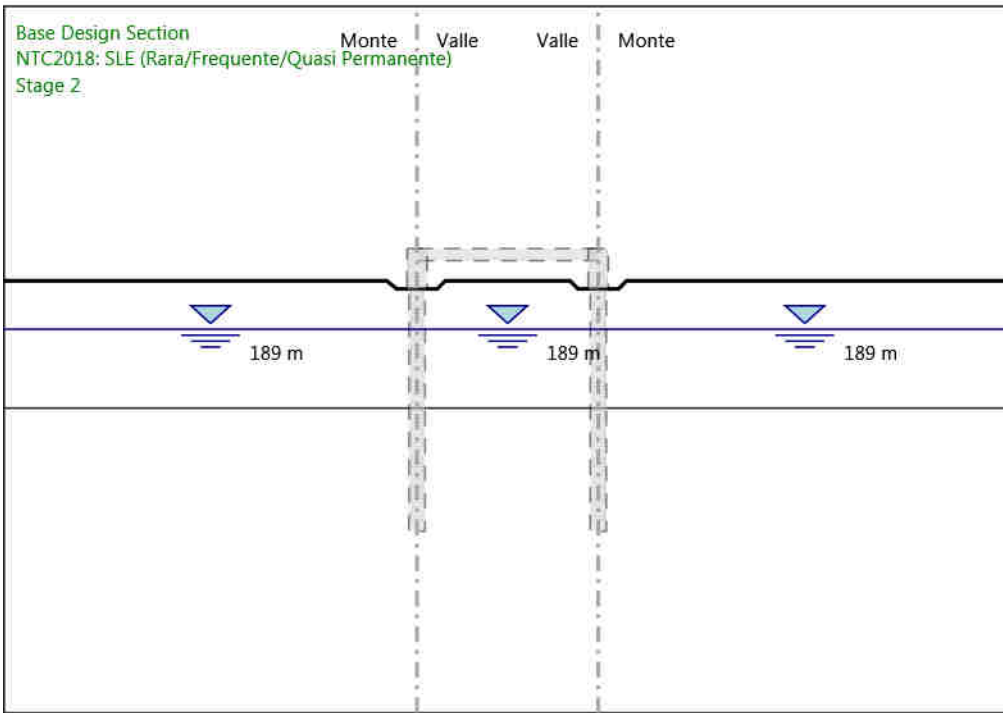 Base Design Section
NTC2018: SLE (Rara/Frequente/Quasi Permanente)
Stage 2
Monte Valle Valle Monte
189 m 189 m 189 m